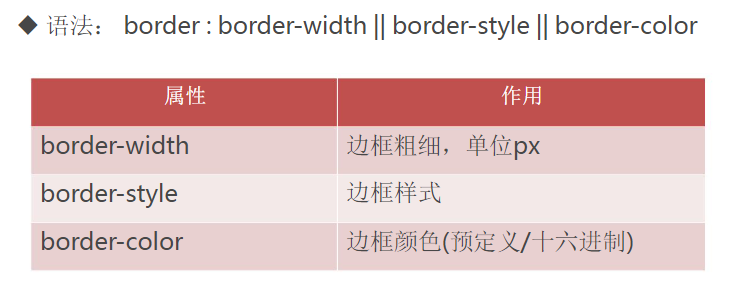 ◆ 语法： border : border-width || border-style || border-color
属性 作用
border-width 边框粗细，单位px
border-style 边框样式
border-color 边框颜色(预定义/十六进制)